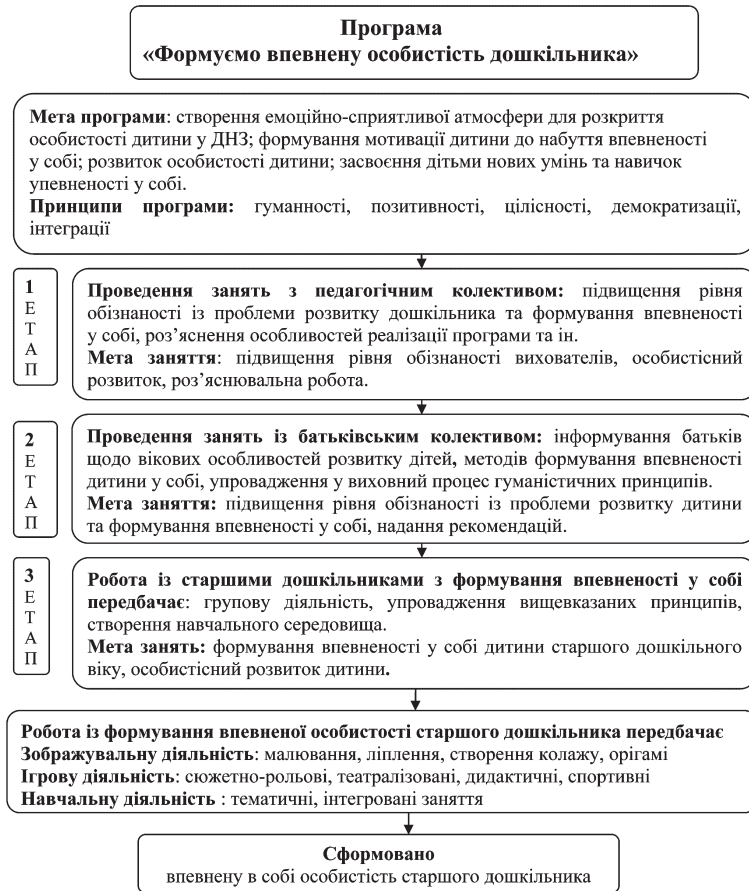 Програма
«Формуємо впевнену особистість дошкільника»
Мета програми: створення емоційно-сприятливої атмосфери для розкриття
особистості дитини у ДНЗ; формування мотивації дитини до набуття впевненості
у собі; розвиток особистості дитини; засвоєння дітьми нових умінь та навичок
упевненості у собі.
Принципи програми: гуманності, позитивності, цілісності, демократизації,
інтеграції
1
Е
Т
А
П
Проведення занять з педагогічним колективом: підвищення рівня
обізнаності із проблеми розвитку дошкільника та формування впевненості
у собі, роз’яснення особливостей реалізації програми та ін.
Мета заняття: підвищення рівня обізнаності вихователів, особистісний
розвиток, роз’яснювальна робота.
2
Е
Т
А
П
Проведення занять із батьківським колективом: інформування батьків
щодо вікових особливостей розвитку дітей, методів формування впевненості
дитини у собі, упровадження у виховний процес гуманістичних принципів.
Мета заняття: підвищення рівня обізнаності із проблеми розвитку дитини
та формування впевненості у собі, надання рекомендацій.
3
Е
Т
А
П
Робота із старшими дошкільниками з формування впевненості у собі
передбачає: групову діяльність, упровадження вищевказаних принципів,
створення навчального середовища.
Мета занять: формування впевненості у собі дитини старшого дошкільного
віку, особистісний розвиток дитини.
Робота із формування впевненої особистості старшого дошкільника передбачає
Зображувальну діяльність: малювання, ліплення, створення колажу, орігамі
Ігрову діяльність: сюжетно-рольові, театралізовані, дидактичні, спортивні
Навчальну діяльність : тематичні, інтегровані заняття
Сформовано
впевнену в собі особистість старшого дошкільника